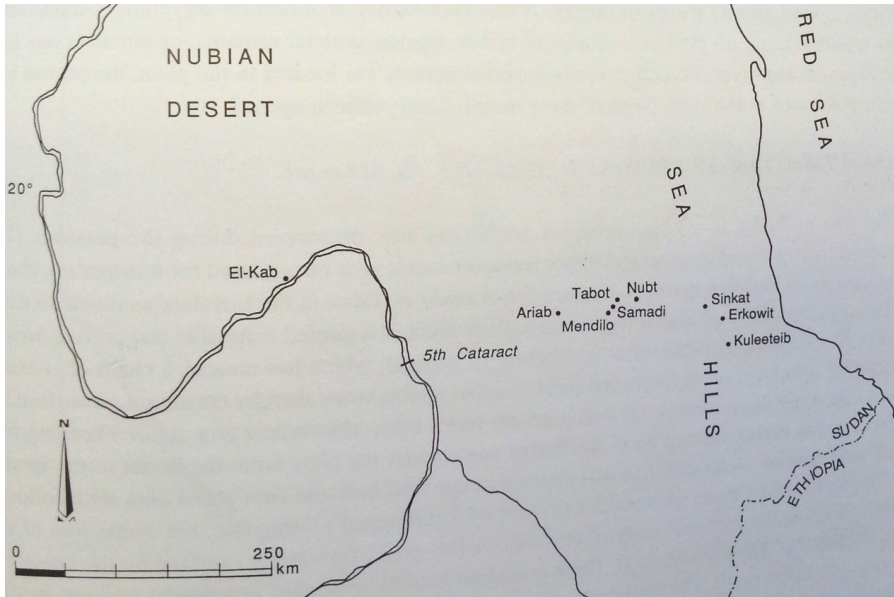 NUBIAN
DESERT
RED SEA
20°
SEA
El-Kab
Tabot
Nubt
Ariab
Samadi
Mendilo
Sinkat
Erkowit
Kuleeteib
5th Cataract
HILLS
N
SUDAN
ETHIOPIA
0
250
km